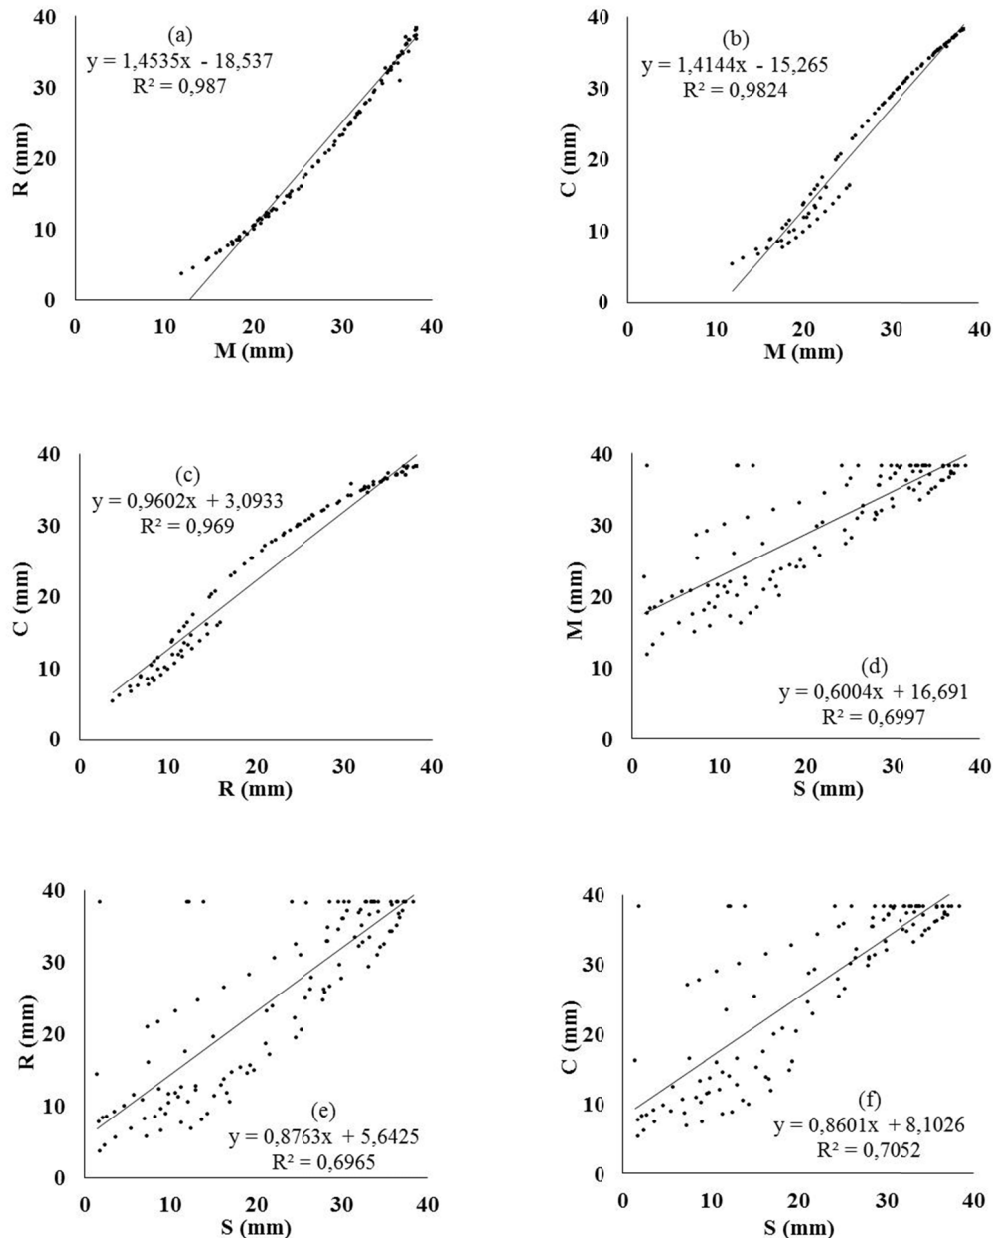 (a)
y = 1,4535x - 18,537
R² = 0,987
R (mm)
40
30
20
10
0
0 10 20 30 40
M (mm)
(b)
y = 1,4144x - 15,265
R² = 0,9824
C (mm)
40
30
20
10
0
0 10 20 30 40
M (mm)
(c)
y = 0,9602x + 3,0933
R² = 0,969
C (mm)
40
30
20
10
0
0 10 20 30 40
R (mm)
(d)
y = 0,6004x + 16,691
R² = 0,6997
M (mm)
40
30
20
10
0
0 10 20 30 40
S (mm)
(e)
y = 0,8763x + 5,6425
R² = 0,6965
R (mm)
40
30
20
10
0
0 10 20 30 40
S (mm)
(f)
y = 0,8601x + 8,1026
R² = 0,7052
C (mm)
40
30
20
10
0
0 10 20 30 40
S (mm)